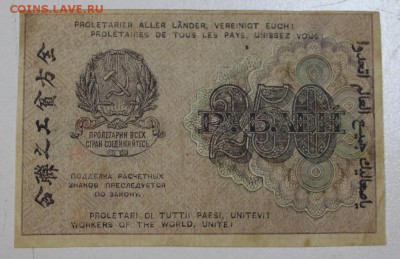 COINS.LAVE.RU
PROLETARIER ALLER LÄNDER, VEREINIGT EUCH!
PROLÉTAIRES DE TOUS LES PAYS, UNISSEZ VOUS!
ПРОЛЕТАРИИ ВСЕХ
СТРАН СОЕДИНЯЙТЕСЬ
250
РУБЛЕЙ
ПОДДЕЛКА РАСЧЕТНЫХ
ЗНАКОВ ПРЕСЛЕДУЕТСЯ
ПО ЗАКОНУ.
PROLETARI DI TUTTI I PAESI, UNITEVI!
WORKERS OF THE WORLD, UNITE!